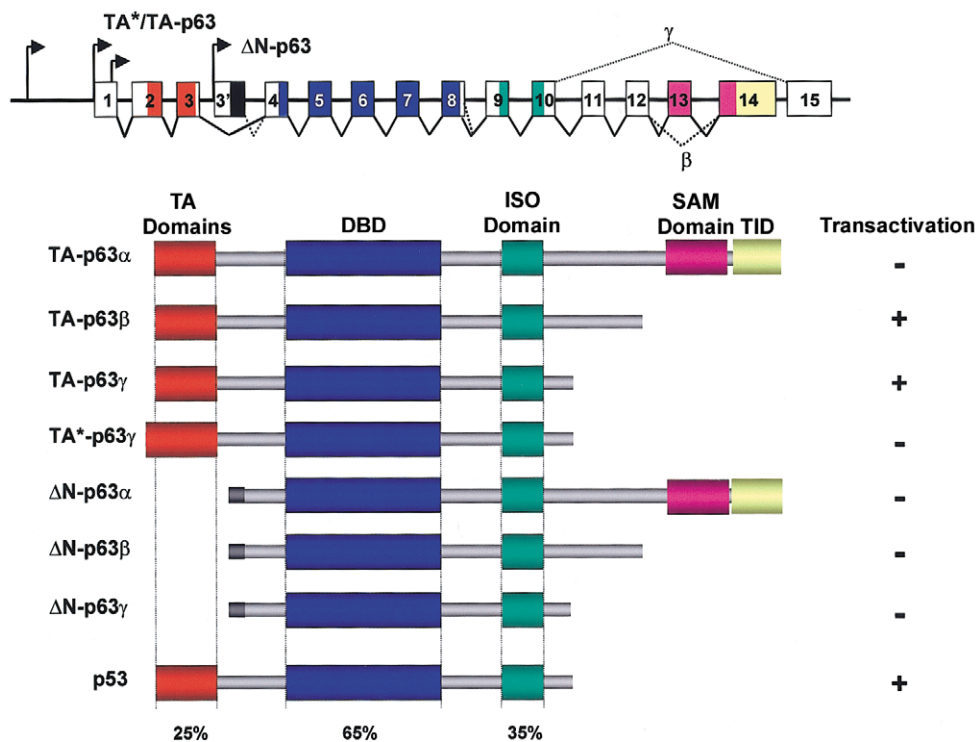 TA*/TA-p63
ΔN-p63
γ
1 2 3 3' 4 5 6 7 8 9 10 11 12 13 14 15
β
TA Domains
DBD
ISO Domain
SAM Domain
TID
Transactivation
TA-p63α -
TA-p63β +
TA-p63γ +
TA*-p63γ -
ΔN-p63α -
ΔN-p63β -
ΔN-p63γ -
p53 +
25% 65% 35%